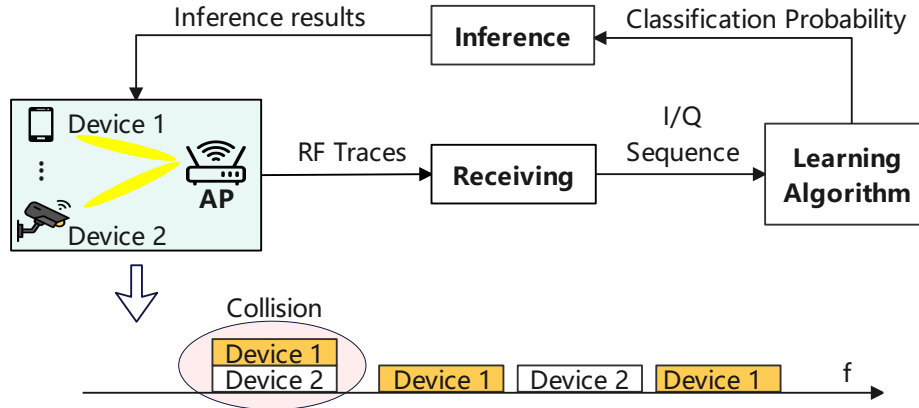 Inference results
Inference
Classification Probability
Device 1
⋮
AP
Device 2
RF Traces
Receiving
I/Q
Sequence
Learning
Algorithm
Collision
Device 1
Device 2
Device 1
Device 2
Device 1
f